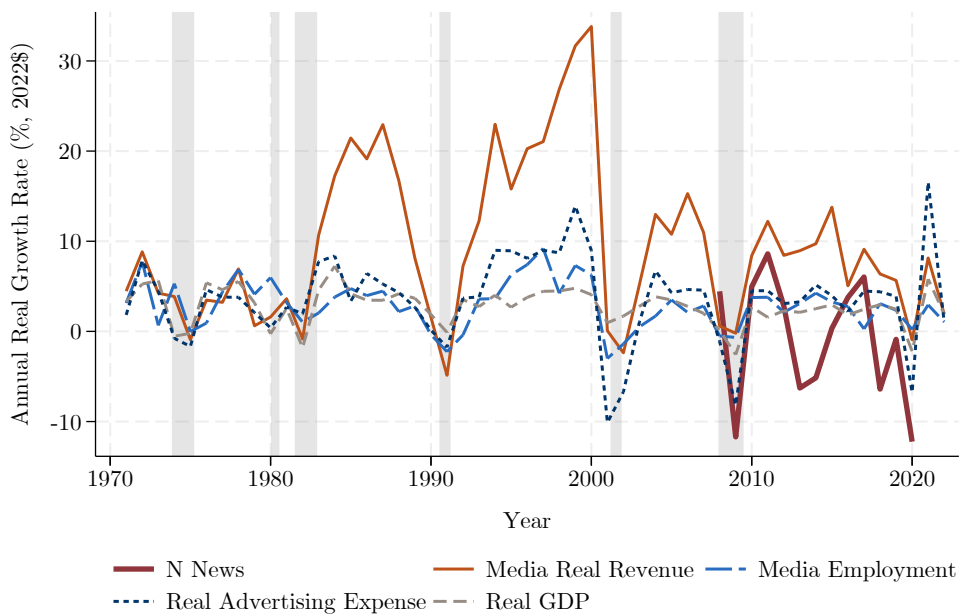 Annual Real Growth Rate (%, 2022$)
30
20
10
0
-10
1970 1980 1990 2000 2010 2020
Year
N News Media Real Revenue Media Employment
Real Advertising Expense Real GDP